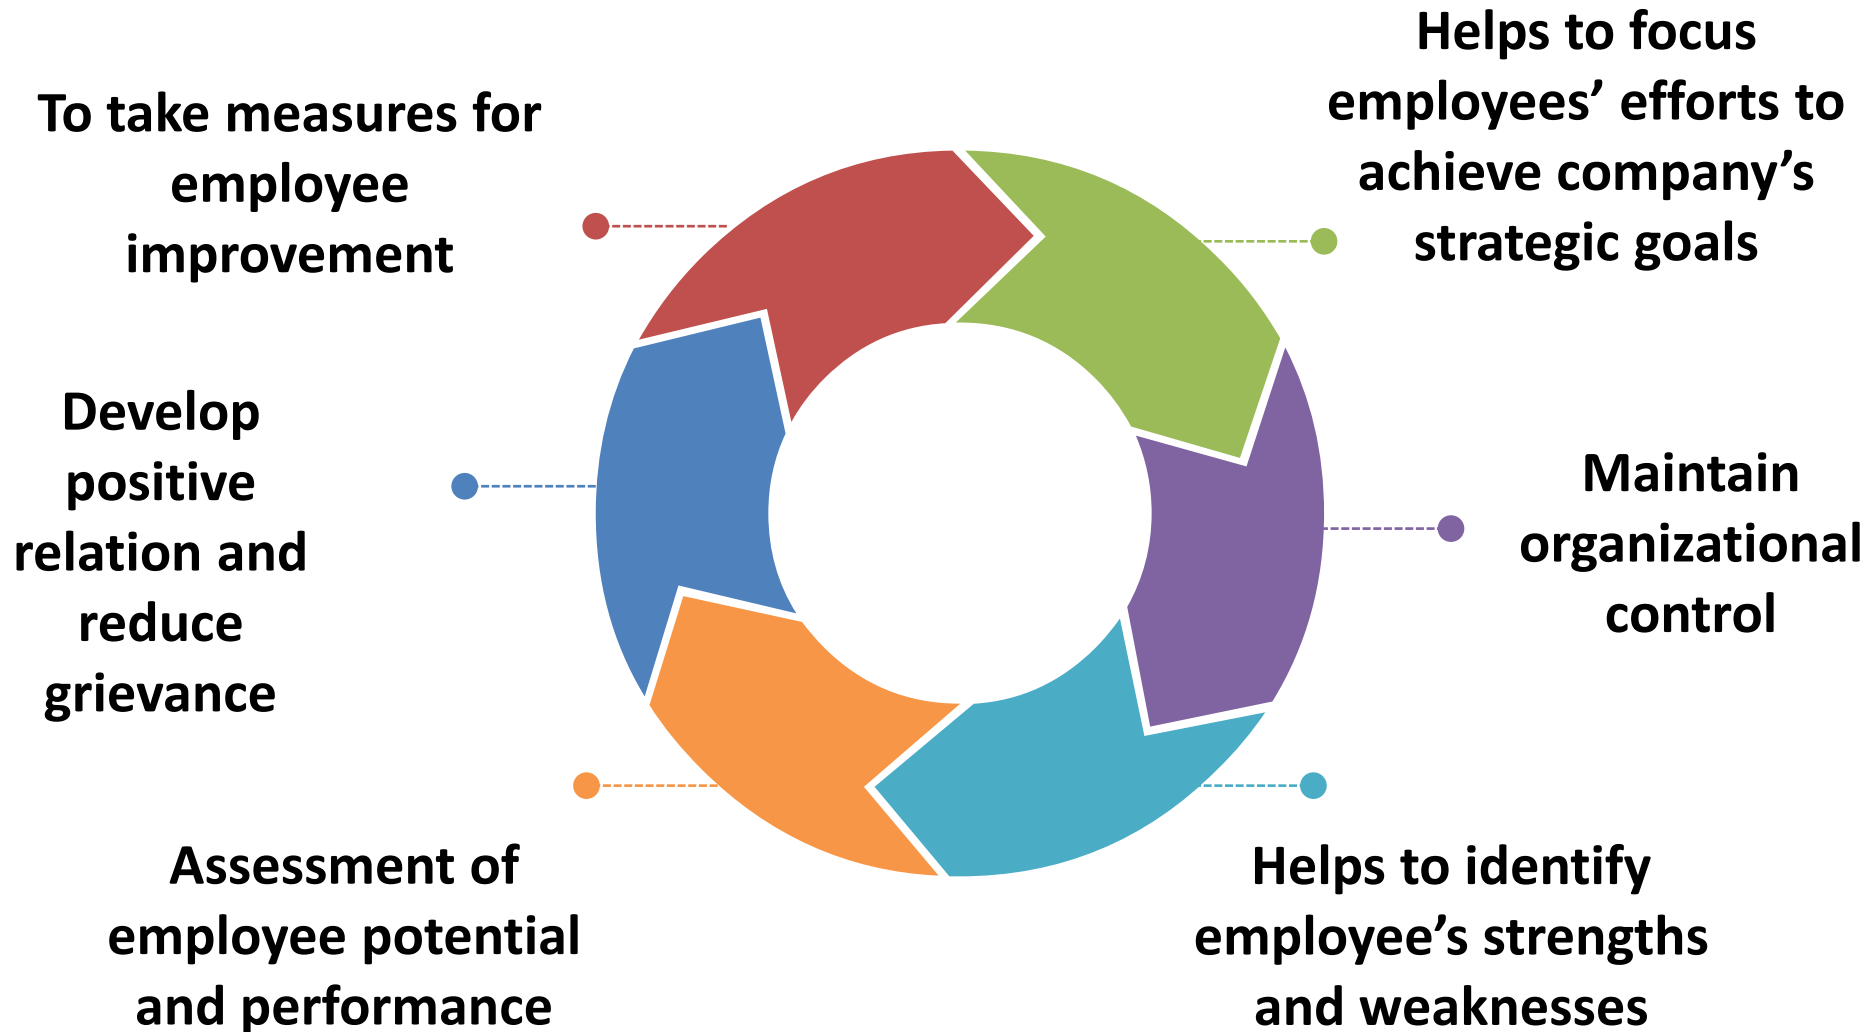 Helps to focus
employees’ efforts to
achieve company’s
strategic goals
Maintain
organizational
control
Helps to identify
employee’s strengths
and weaknesses
Assessment of
employee potential
and performance
Develop
positive
relation and
reduce
grievance
To take measures for
employee
improvement